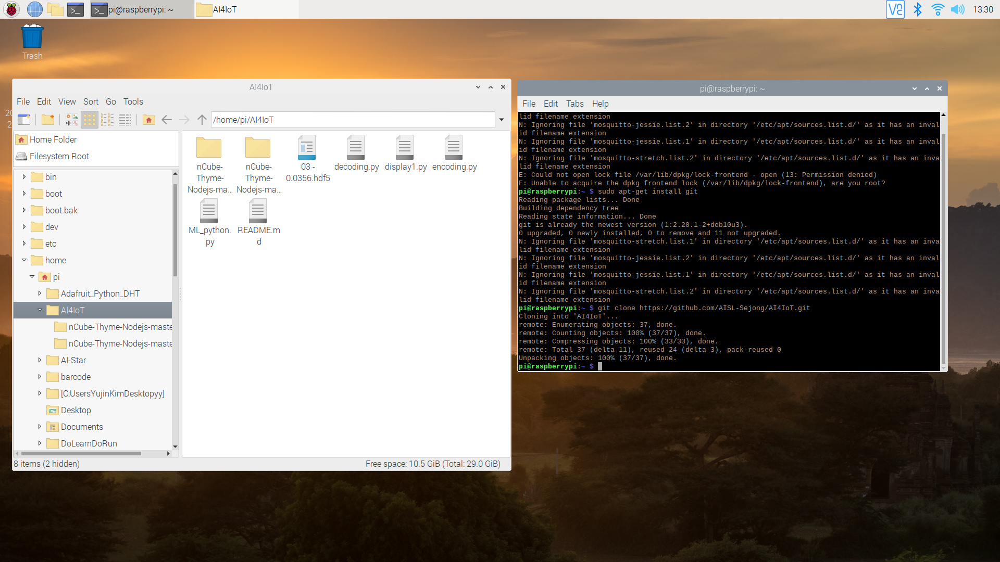 pi@raspberrypi: ~
AI4IoT
13:30
Trash
AI4IoT
File Edit View Sort Go Tools
/home/pi/AI4IoT
Home Folder
Filesystem Root
bin
boot
boot.bak
dev
etc
home
pi
Adafruit_Python_DHT
AI4IoT
nCube-Thyme-Nodejs-maste
nCube-Thyme-Nodejs-maste
AI-Star
barcode
[C:UsersYujinKimDesktopyy]
Desktop
Documents
DoLearnDoRun
nCube-
Thyme-
Nodejs-ma...
nCube-
Thyme-
Nodejs-ma...
03 -
0.0356.hdf5
decoding.py
display1.py
encoding.py
ML_python.
py
README.m
d
8 items (2 hidden)
Free space: 10.5 GiB (Total: 29.0 GiB)
pi@raspberrypi: ~
File Edit Tabs Help
lid filename extension
N: Ignoring file 'mosquitto-jessie.list.2' in directory '/etc/apt/sources.list.d/' as it has an inval
id filename extension
N: Ignoring file 'mosquitto-jessie.list.1' in directory '/etc/apt/sources.list.d/' as it has an inval
id filename extension
N: Ignoring file 'mosquitto-stretch.list.2' in directory '/etc/apt/sources.list.d/' as it has an inva
lid filename extension
E: Could not open lock file /var/lib/dpkg/lock-frontend - open (13: Permission denied)
E: Unable to acquire the dpkg frontend lock (/var/lib/dpkg/lock-frontend), are you root?
pi@raspberrypi:~ $ sudo apt-get install git
Reading package lists... Done
Building dependency tree
Reading state information... Done
git is already the newest version (1:2.20.1-2+deb10u3).
0 upgraded, 0 newly installed, 0 to remove and 11 not upgraded.
N: Ignoring file 'mosquitto-stretch.list.1' in directory '/etc/apt/sources.list.d/' as it has an inva
lid filename extension
N: Ignoring file 'mosquitto-jessie.list.2' in directory '/etc/apt/sources.list.d/' as it has an inval
id filename extension
N: Ignoring file 'mosquitto-jessie.list.1' in directory '/etc/apt/sources.list.d/' as it has an inval
id filename extension
N: Ignoring file 'mosquitto-stretch.list.2' in directory '/etc/apt/sources.list.d/' as it has an inva
lid filename extension
pi@raspberrypi:~ $ git clone https://github.com/AISL-Sejong/AI4IoT.git
Cloning into 'AI4IoT'...
remote: Enumerating objects: 37, done.
remote: Counting objects: 100% (37/37), done.
remote: Compressing objects: 100% (33/33), done.
remote: Total 37 (delta 11), reused 24 (delta 3), pack-reused 0
Unpacking objects: 100% (37/37), done.
pi@raspberrypi:~ $